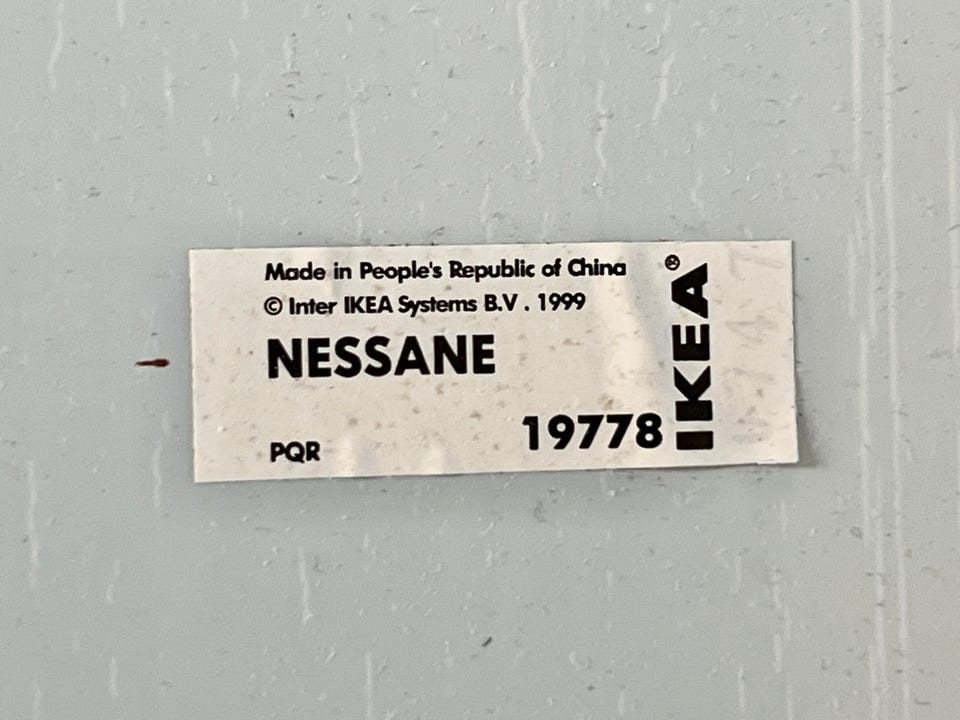 Made in People's Republic of China
© Inter IKEA Systems B.V . 1999
NESSANE
PQR
19778
IKEA®